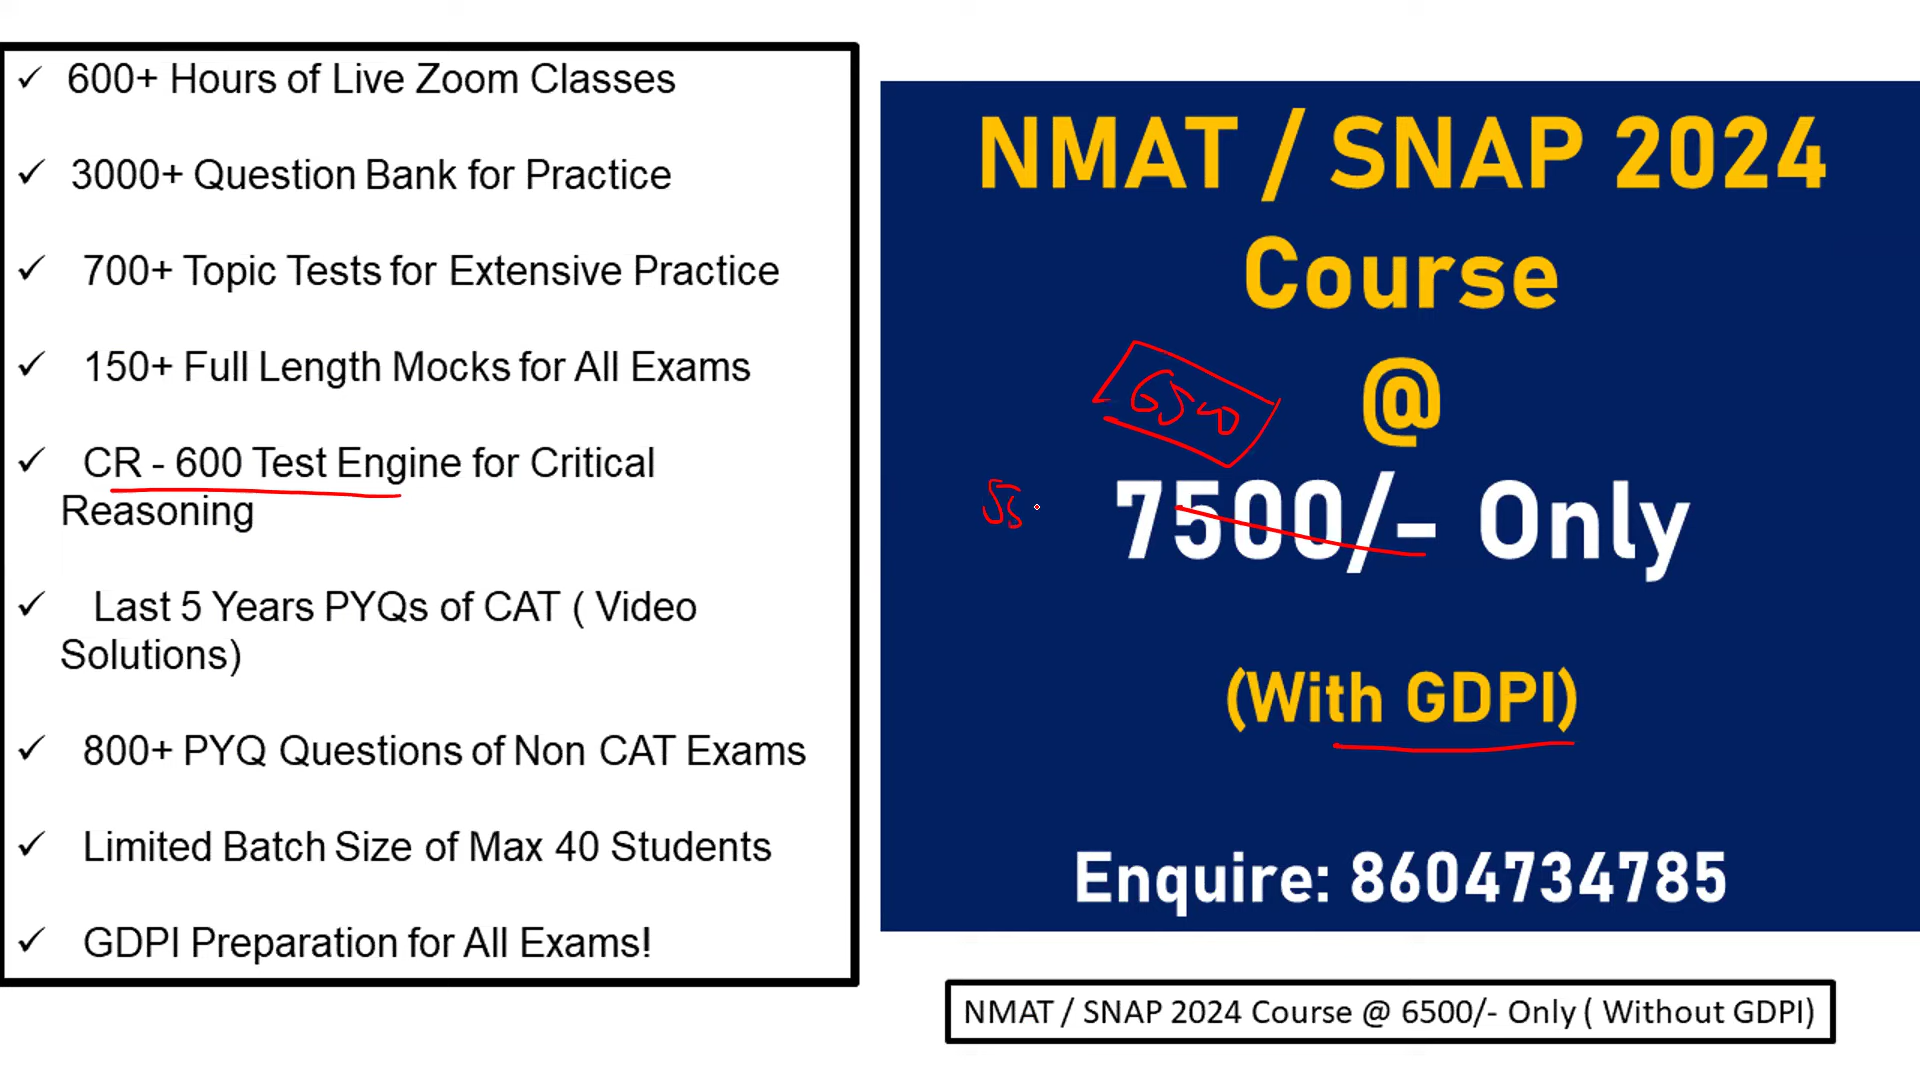 ✓ 600+ Hours of Live Zoom Classes
✓ 3000+ Question Bank for Practice
✓ 700+ Topic Tests for Extensive Practice
✓ 150+ Full Length Mocks for All Exams
✓ CR - 600 Test Engine for Critical
Reasoning
✓ Last 5 Years PYQs of CAT ( Video
Solutions)
✓ 800+ PYQ Questions of Non CAT Exams
✓ Limited Batch Size of Max 40 Students
✓ GDPI Preparation for All Exams!
NMAT / SNAP 2024
Course
@
6500
55
7500/- Only
(With GDPI)
Enquire: 8604734785
NMAT / SNAP 2024 Course @ 6500/- Only ( Without GDPI)